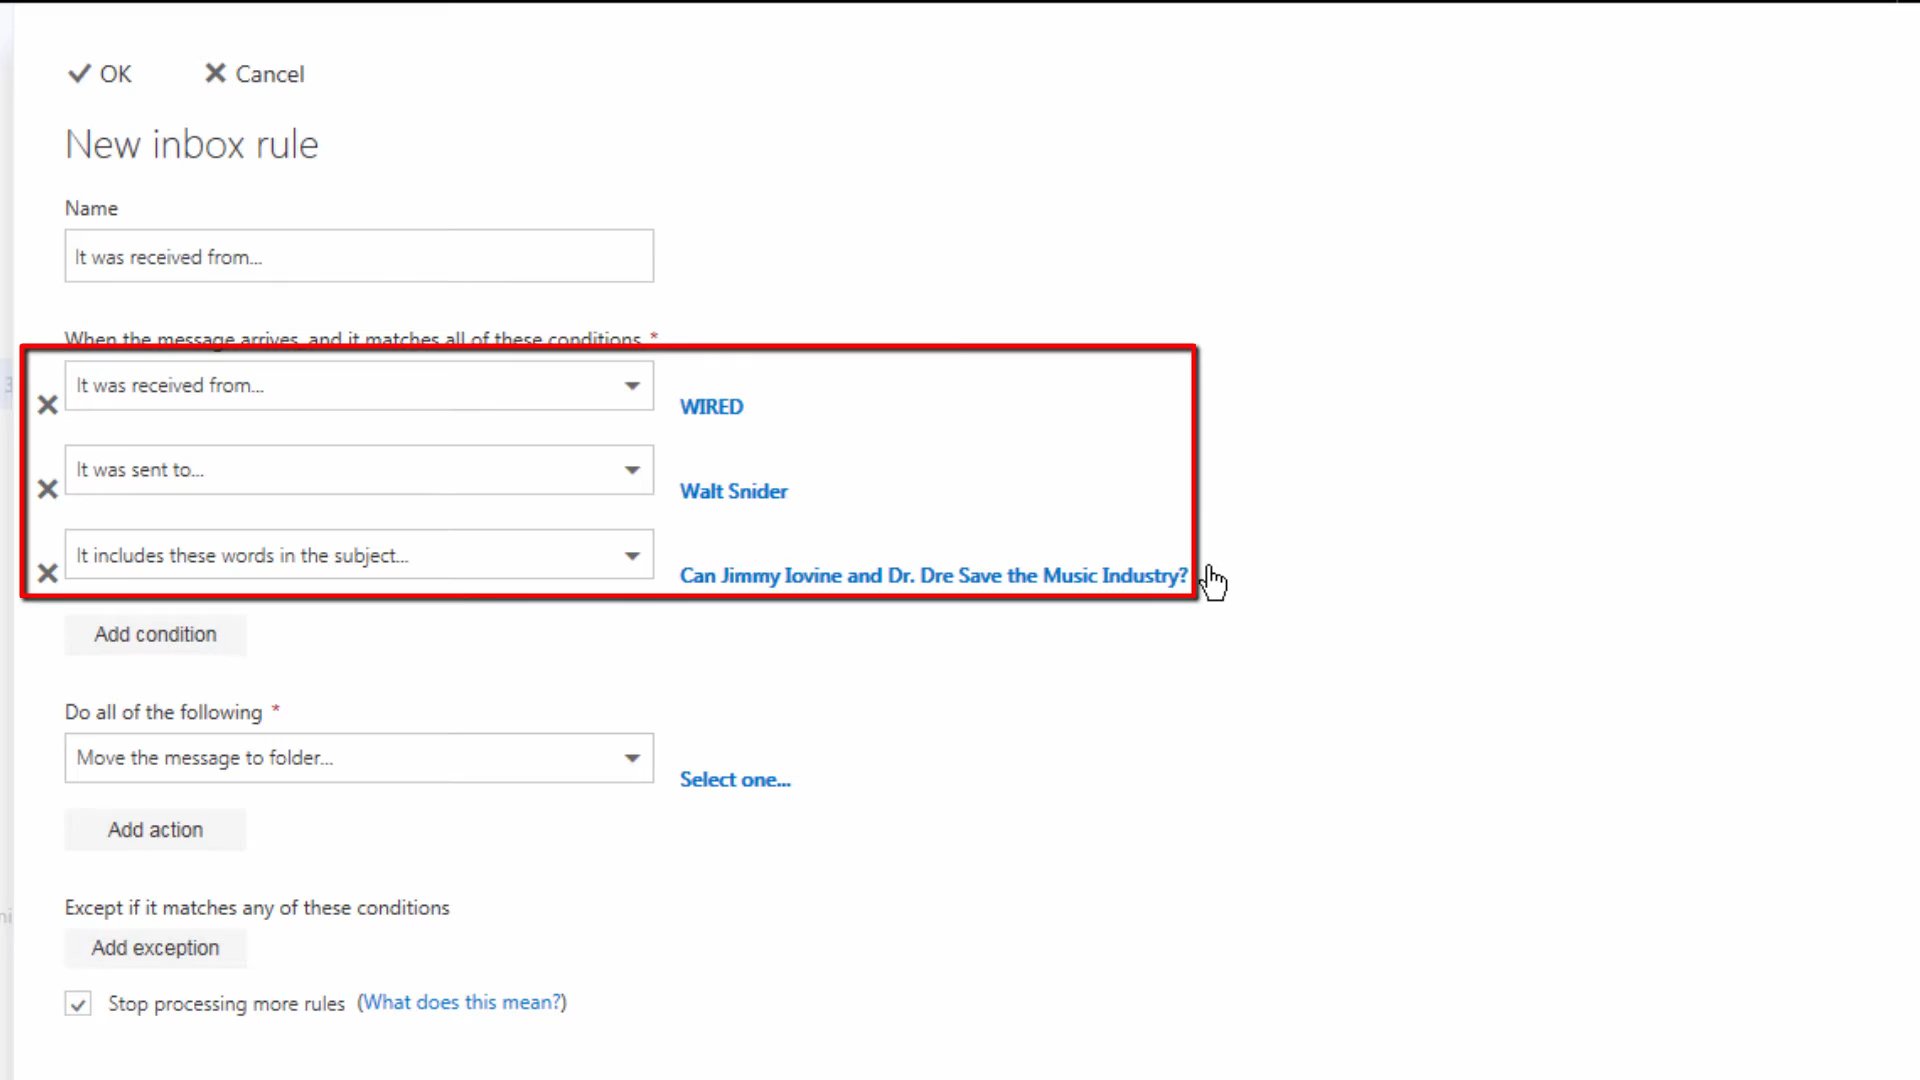 OK Cancel
New inbox rule
Name
It was received from...
When the message arrives, and it matches all of these conditions *
It was received from...
WIRED
It was sent to...
Walt Snider
It includes these words in the subject...
Can Jimmy Iovine and Dr. Dre Save the Music Industry?
Add condition
Do all of the following *
Move the message to folder...
Select one...
Add action
Except if it matches any of these conditions
Add exception
Stop processing more rules (What does this mean?)